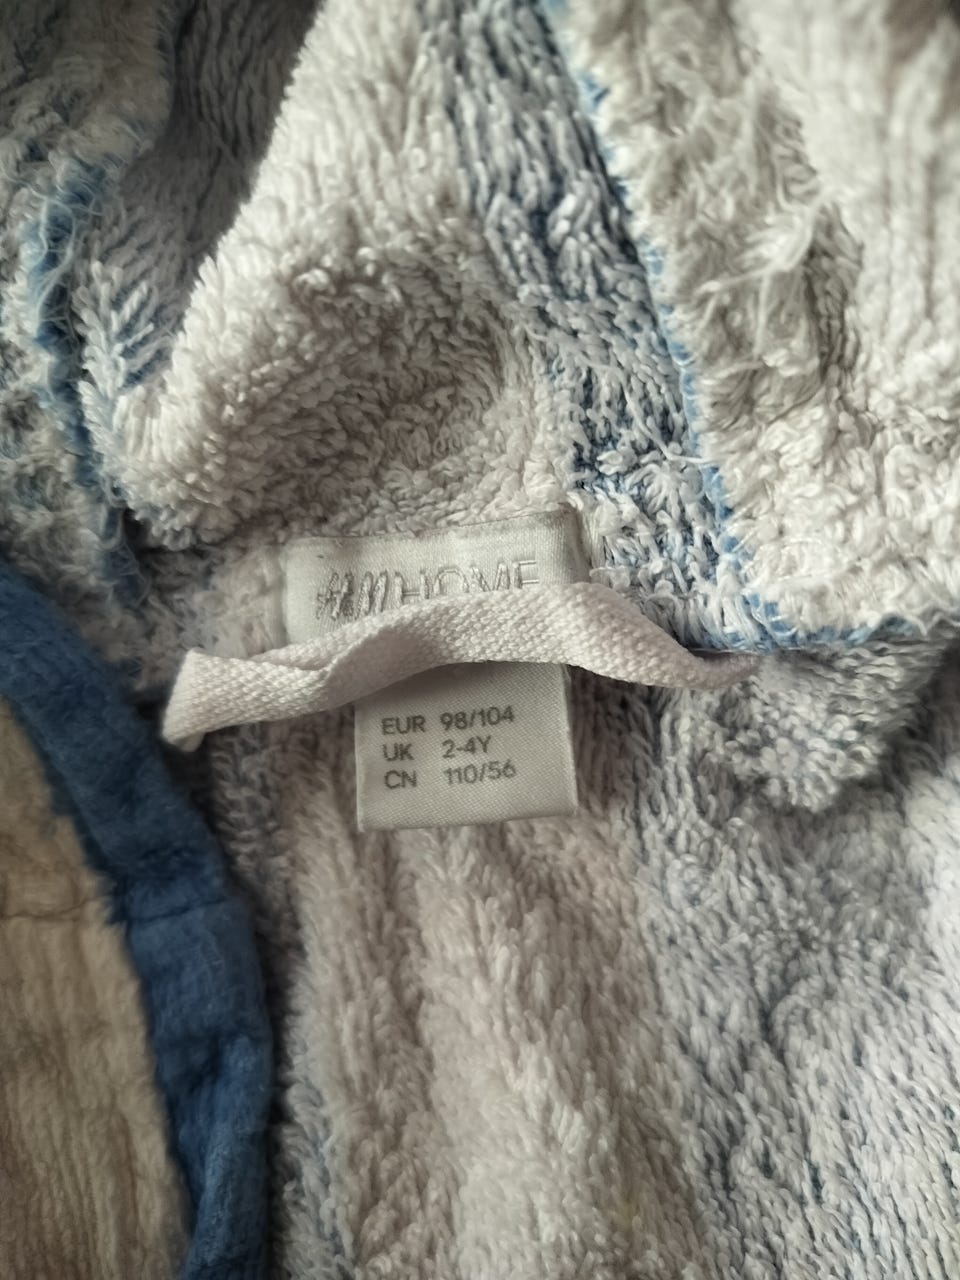 H&M HOME
EUR 98/104
UK 2-4Y
CN 110/56